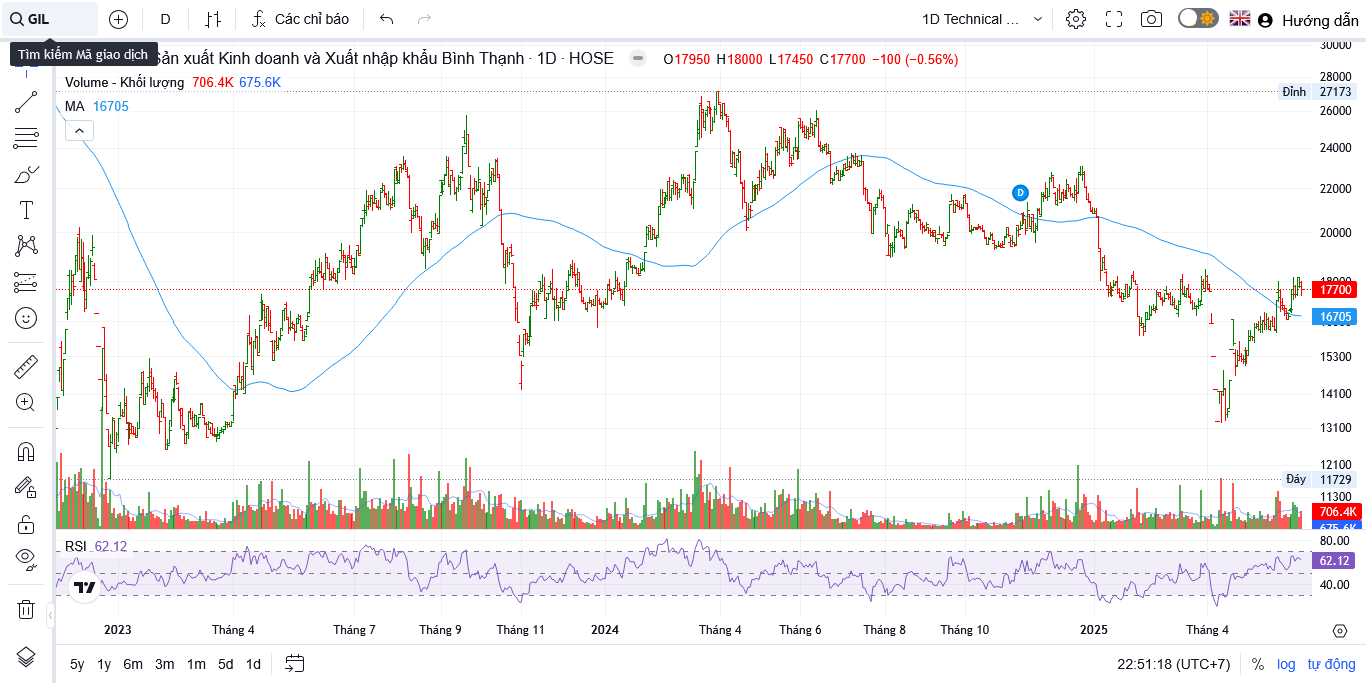 GIL
D
Các chỉ báo
1D Technical ...
Hướng dẫn
Tìm kiếm Mã giao dịch
Sản xuất Kinh doanh và Xuất nhập khẩu Bình Thạnh · 1D · HOSE
O17950 H18000 L17450 C17700 −100 (−0.56%)
Volume - Khối lượng 706.4K 675.6K
MA 16705
30000
28000
Đỉnh 27173
26000
24000
D
22000
20000
18000
17700
16705
15300
14100
13100
12100
Đáy 11729
11300
706.4K
675.6K
RSI 62.12
80.00
62.12
40.00
2023 Tháng 4 Tháng 7 Tháng 9 Tháng 11 2024 Tháng 4 Tháng 6 Tháng 8 Tháng 10 2025 Tháng 4
5y 1y 6m 3m 1m 5d 1d
22:51:18 (UTC+7) % log tự động